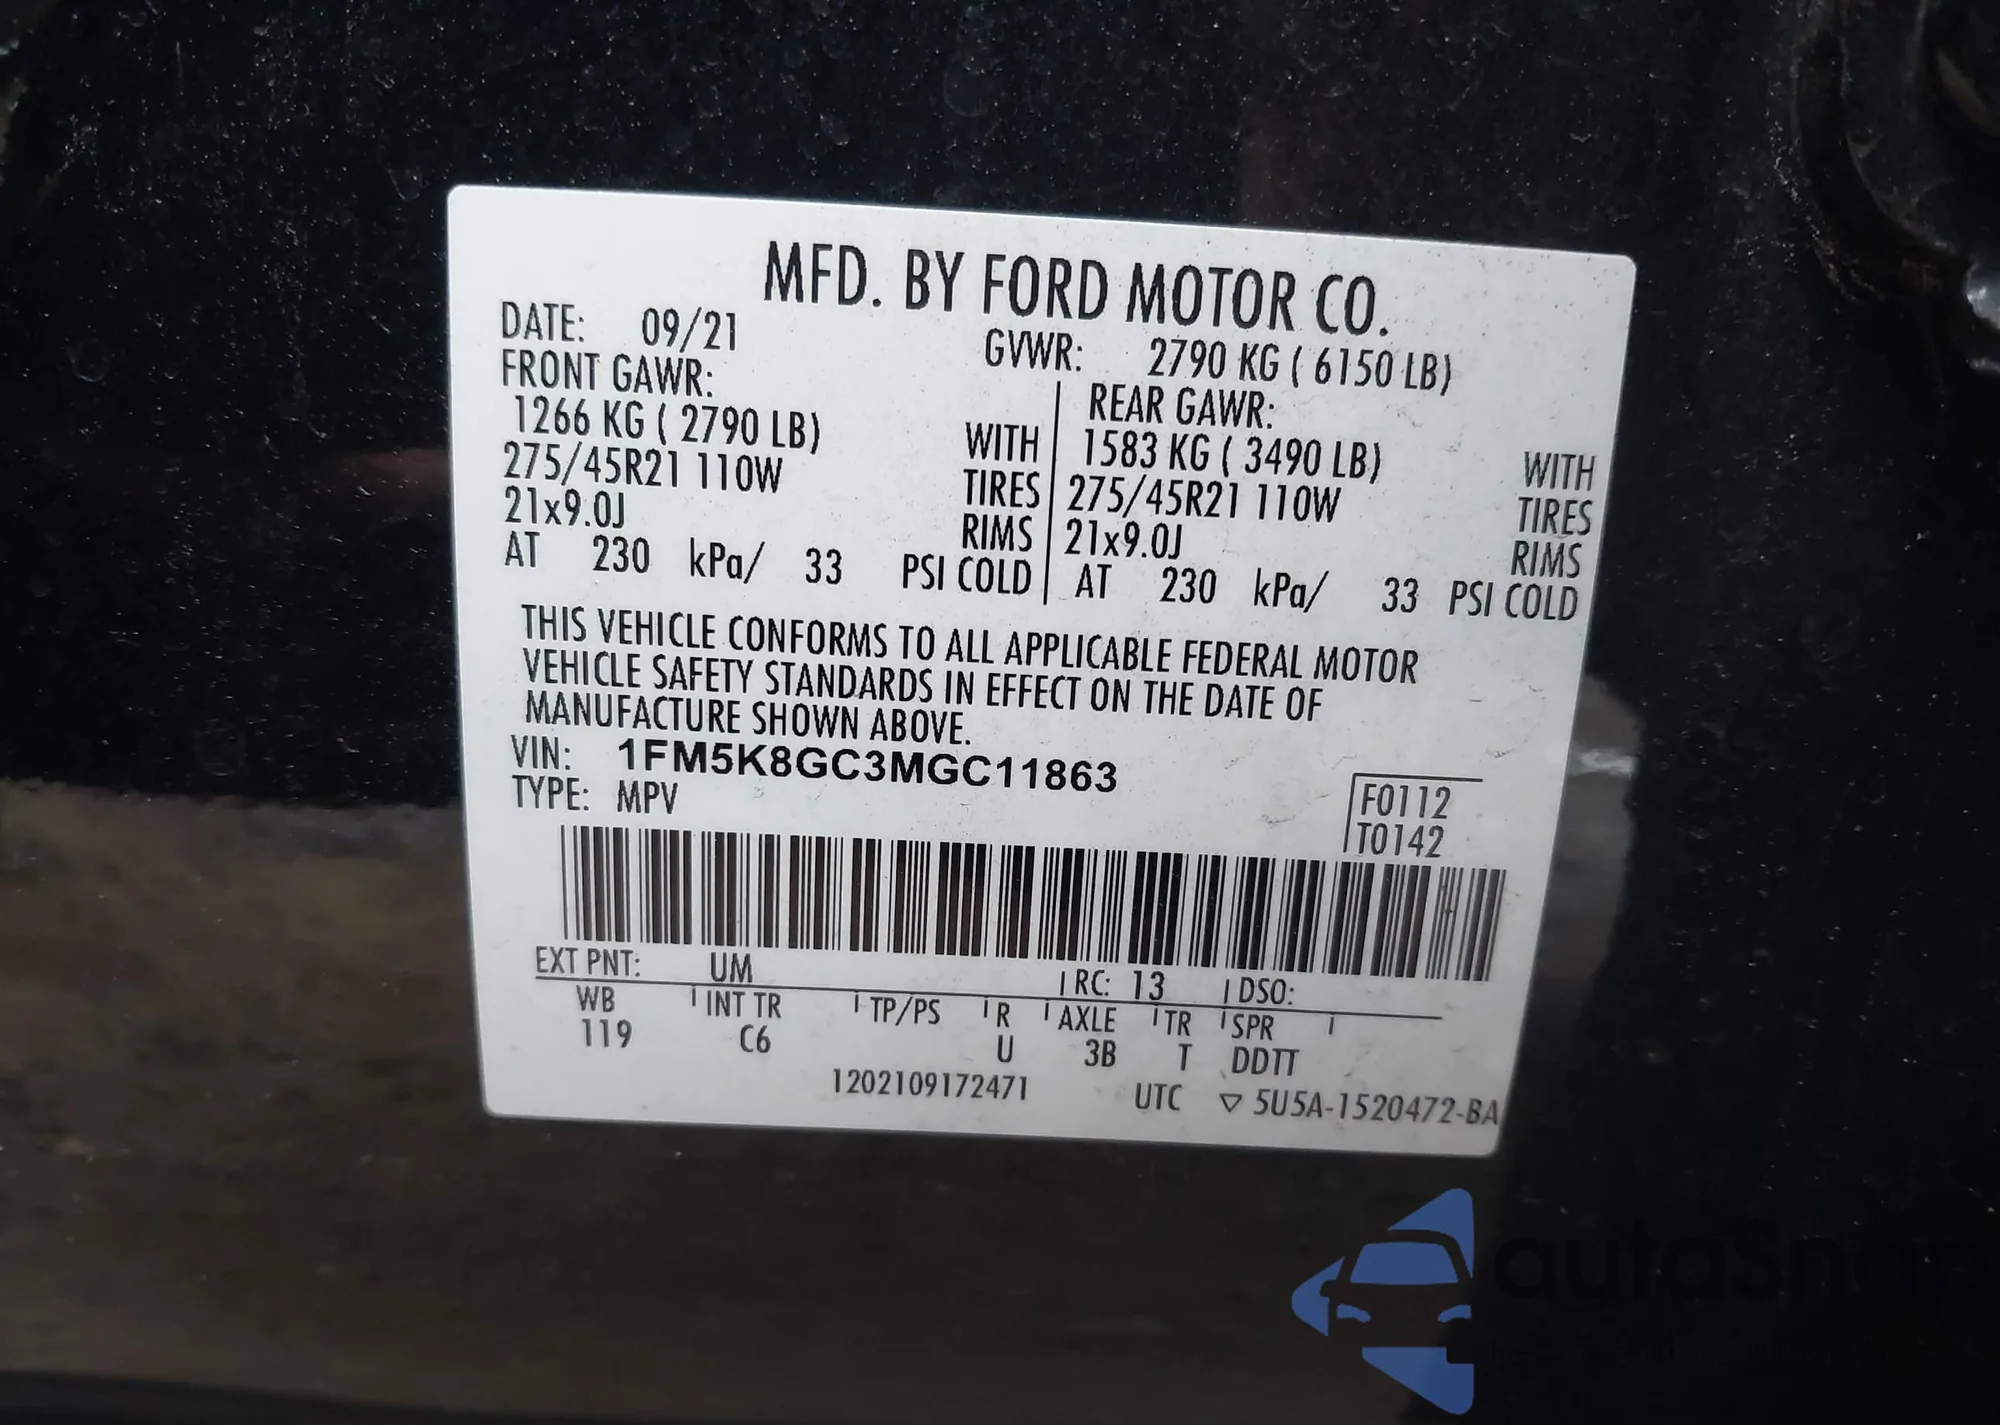 MFD. BY FORD MOTOR CO.
DATE: 09/21 GVWR: 2790 KG ( 6150 LB)
FRONT GAWR: REAR GAWR:
1266 KG ( 2790 LB) WITH 1583 KG ( 3490 LB) WITH
275/45R21 110W TIRES 275/45R21 110W TIRES
21x9.0J RIMS 21x9.0J RIMS
AT 230 kPa/ 33 PSI COLD AT 230 kPa/ 33 PSI COLD
THIS VEHICLE CONFORMS TO ALL APPLICABLE FEDERAL MOTOR
VEHICLE SAFETY STANDARDS IN EFFECT ON THE DATE OF
MANUFACTURE SHOWN ABOVE.
VIN: 1FM5K8GC3MGC11863
TYPE: MPV
F0112
T0142
EXT PNT: UM RC: 13 DSO:
WB INT TR TP/PS R AXLE TR SPR
119 C6 U 3B T DDTT
1202109172471 UTC ▽ 5U5A-1520472-BA
autoSnap